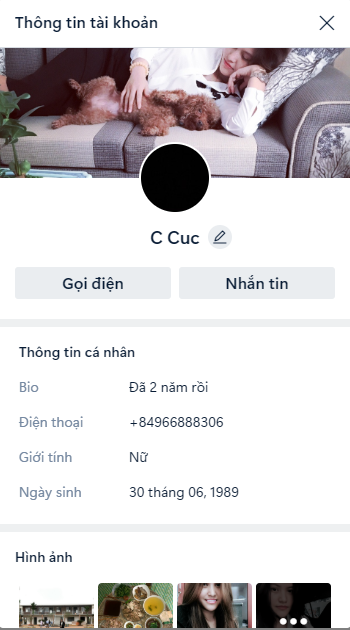 Thông tin tài khoản
C Cuc
Gọi điện Nhắn tin
Thông tin cá nhân
Bio Đã 2 năm rồi
Điện thoại +84966888306
Giới tính Nữ
Ngày sinh 30 tháng 06, 1989
Hình ảnh